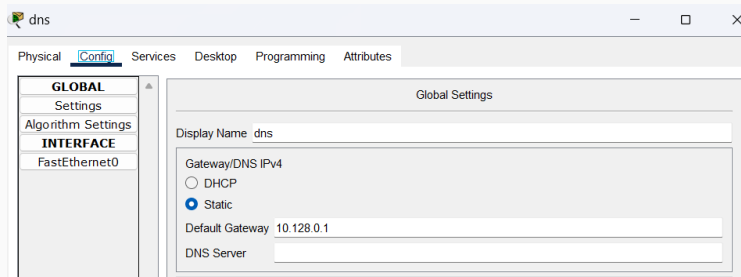 dns
Physical Config Services Desktop Programming Attributes
GLOBAL
Settings
Algorithm Settings
INTERFACE
FastEthernet0
Global Settings
Display Name dns
Gateway/DNS IPv4
DHCP
Static
Default Gateway 10.128.0.1
DNS Server